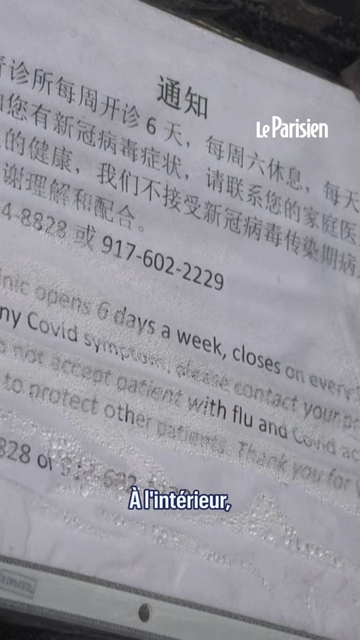 通知
诊所每周开诊6天，每周六休息，每天
您有新冠病毒症状，请联系您的家庭医
的健康，我们不接受新冠病毒传染期病
谢理解和配合。
4-8828 或 917-602-2229
inic opens 6 days a week, closes on every
ny Covid symptom, please contact your pr
not accept patient with flu and Covid ac
to protect other patients. Thank you for
828 or
Le Parisien
À l'intérieur,